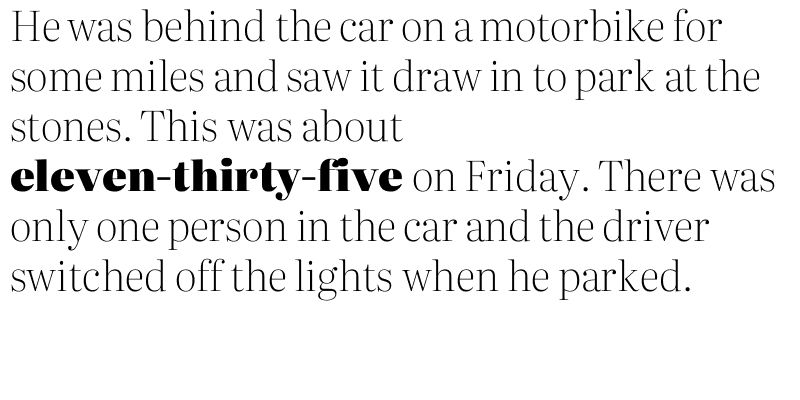 He was behind the car on a motorbike for
some miles and saw it draw in to park at the
stones. This was about
eleven-thirty-five on Friday. There was
only one person in the car and the driver
switched off the lights when he parked.